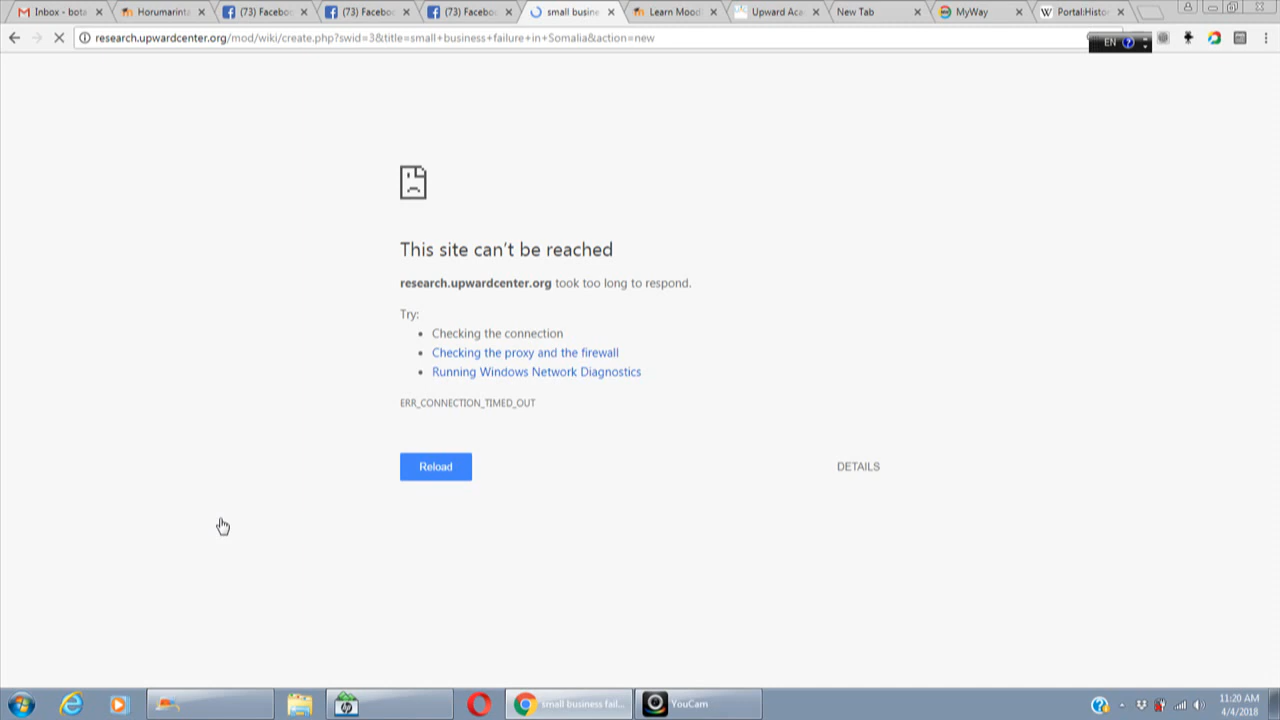 Inbox - bota
Horumarinta
(73) Faceboo
(73) Faceboo
(73) Faceboo
small busine
Learn Mood
Upward Aca
New Tab
MyWay
Portal:Histor
research.upwardcenter.org/mod/wiki/create.php?swid=3&title=small+business+failure+in+Somalia&action=new
EN
This site can't be reached
research.upwardcenter.org took too long to respond.
Try:
• Checking the connection
• Checking the proxy and the firewall
• Running Windows Network Diagnostics
ERR_CONNECTION_TIMED_OUT
Reload
DETAILS
small business fail...
YouCam
11:20 AM
4/4/2018